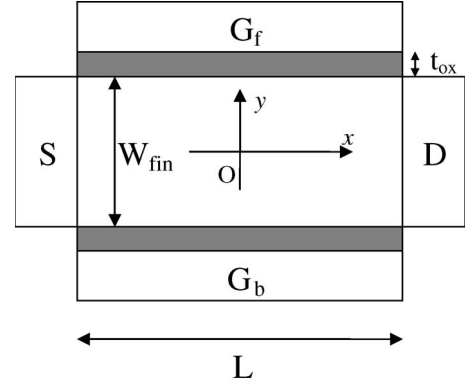 G_f
t_ox
y
S W_fin x D
O
G_b
L